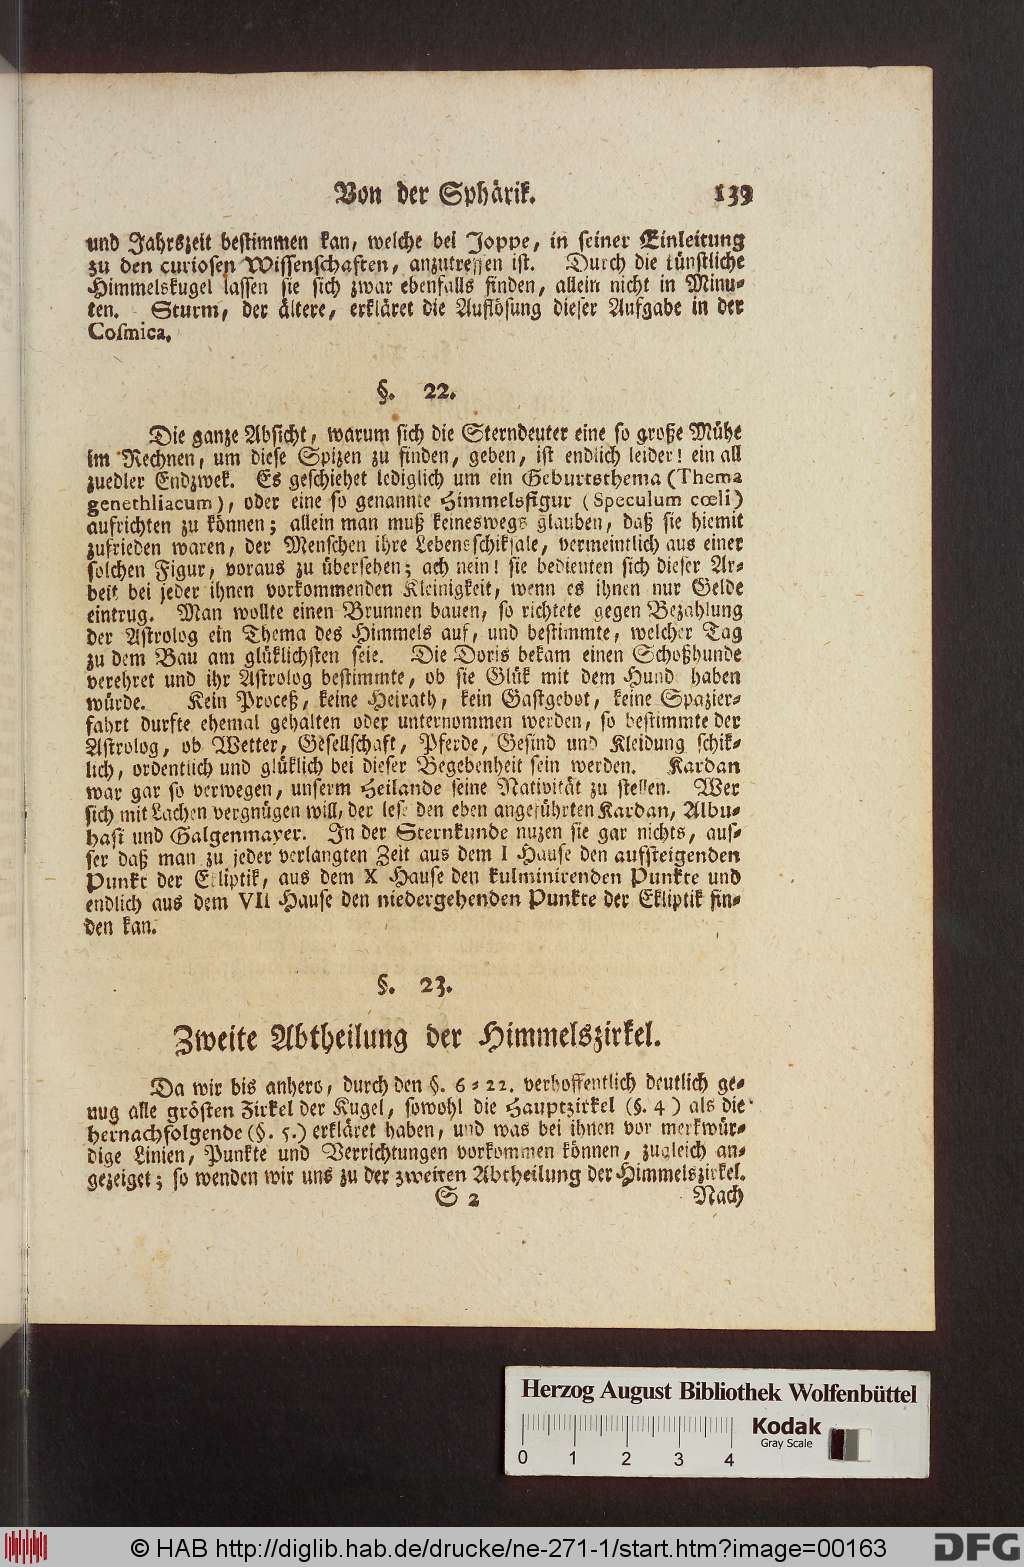 Von der Sphärik. 139
und Jahrszeit bestimmen kan, welche bei Joppe, in seiner Einleitung
zu den curiosen Wissenschaften, anzutreffen ist. Durch die künstliche
Himmelskugel lassen sie sich zwar ebenfalls finden, allein nicht in Minu⸗
ten. Sturm, der ältere, erkläret die Auflösung dieser Aufgabe in der
Cosmica.
§. 22.
Die ganze Absicht, warum sich die Sterndeuter eine so große Mühe
im Rechnen, um diese Spizen zu finden, geben, ist endlich leider! ein all
zuedler Endzwek. Es geschiehet lediglich um ein Geburtsthema (Thema
genethliacum), oder eine so genannte Himmelsfigur (Speculum cœli)
aufrichten zu können; allein man muß keineswegs glauben, daß sie hiemit
zufrieden waren, der Menschen ihre Lebensschiksale, vermeintlich aus einer
solchen Figur, voraus zu übersehen; ach nein! sie bedienten sich dieser Ar⸗
beit bei jeder ihnen vorkommenden Kleinigkeit, wenn es ihnen nur Gelde
eintrug. Man wollte einen Brunnen bauen, so richtete gegen Bezahlung
der Astrolog ein Thema des Himmels auf, und bestimmte, welcher Tag
zu dem Bau am glüklichsten seie. Die Doris bekam einen Schoßhunde
verehret und ihr Astrolog bestimmte, ob sie Glük mit dem Hund haben
würde. Kein Proceß, keine Heirath, kein Gastgebot, keine Spazier⸗
fahrt durfte ehemal gehalten oder unternommen werden, so bestimmte der
Astrolog, ob Wetter, Gesellschaft, Pferde, Gesind und Kleidung schik⸗
lich, ordentlich und glüklich bei dieser Begebenheit sein werden. Kardan
war gar so verwegen, unserm Heilande seine Nativität zu stellen. Wer
sich mit Lachen vergnügen will, der lese den eben angeführten Kardan, Albu⸗
hasi und Galgenmayer. In der Sternkunde nuzen sie gar nichts, aus⸗
ser daß man zu jeder verlangten Zeit aus dem I Hause den aufsteigenden
Punkt der Ekliptik, aus dem X Hause den kulminirenden Punkte und
endlich aus dem VII Hause den niedergehenden Punkte der Ekliptik fin⸗
den kan.
§. 23.
Zweite Abtheilung der Himmelszirkel.
Da wir bis anhero, durch den §. 6⸗22. verhoffentlich deutlich ge⸗
nug alle grösten Zirkel der Kugel, sowohl die Hauptzirkel (§. 4) als die
hernachfolgende (§. 5.) erkläret haben, und was bei ihnen vor merkwür⸗
dige Linien, Punkte und Verrichtungen vorkommen können, zugleich an⸗
gezeiget; so wenden wir uns zu der zweiten Abtheilung der Himmelszirkel.
S 2 Nach
Herzog August Bibliothek Wolfenbüttel
Kodak
Gray Scale
0 1 2 3 4
© HAB http://diglib.hab.de/drucke/ne-271-1/start.htm?image=00163
DFG